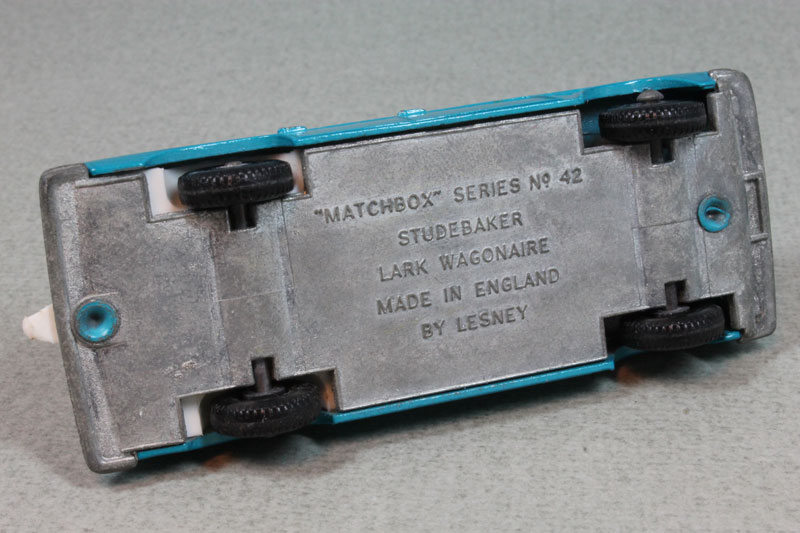 "MATCHBOX" SERIES Nº 42
STUDEBAKER
LARK WAGONAIRE
MADE IN ENGLAND
BY LESNEY